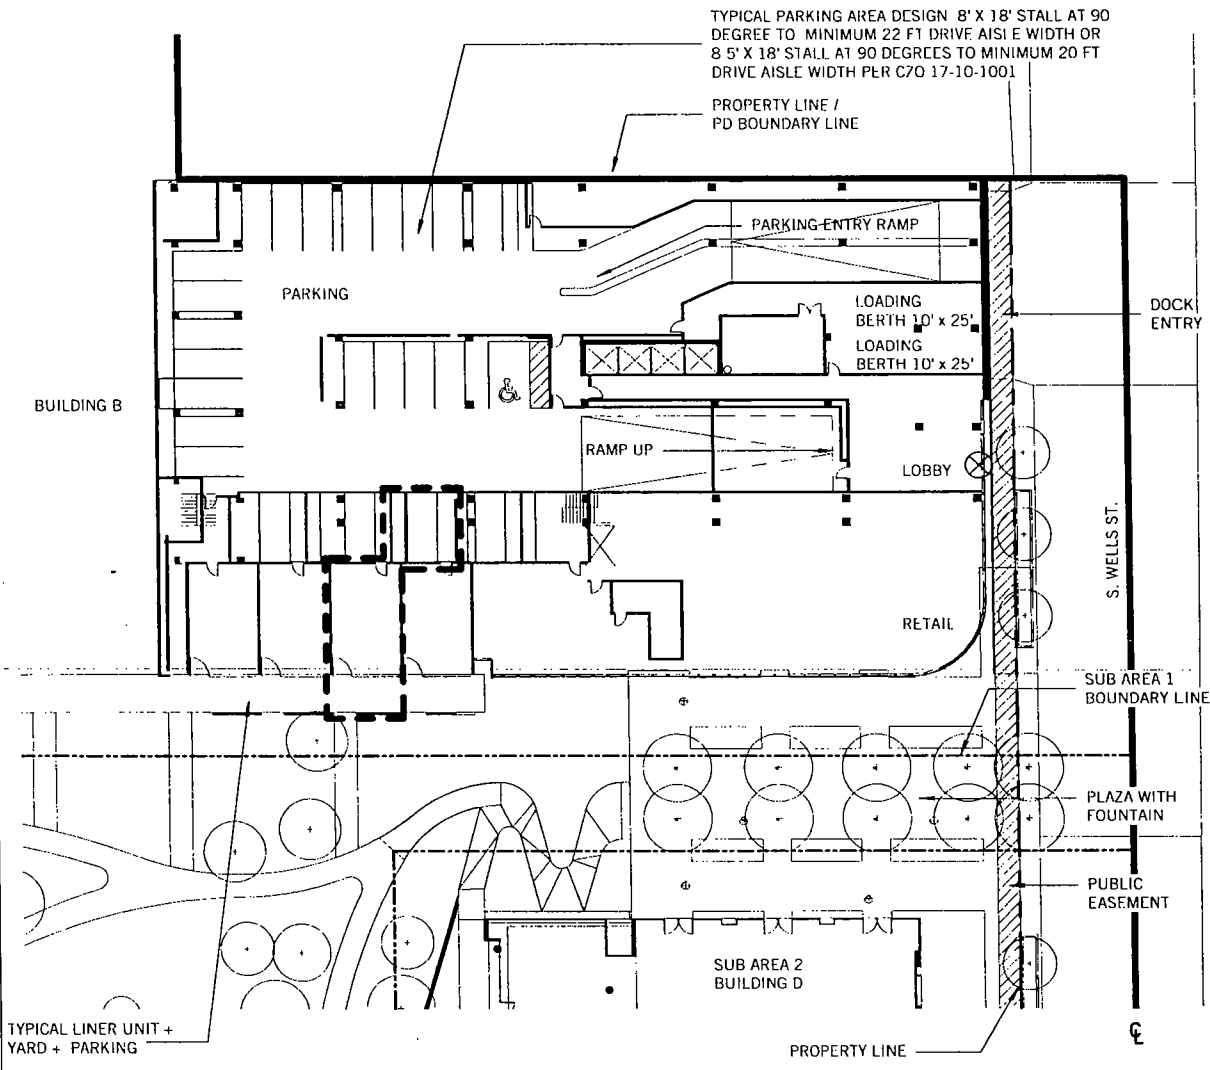 TYPICAL PARKING AREA DESIGN 8' X 18' STALL AT 90
DEGREE TO MINIMUM 22 FT DRIVE AISLE WIDTH OR
8 5' X 18' STALL AT 90 DEGREES TO MINIMUM 20 FT
DRIVE AISLE WIDTH PER CZO 17-10-1001
PROPERTY LINE /
PD BOUNDARY LINE
PARKING ENTRY RAMP
PARKING
LOADING
BERTH 10' x 25'
LOADING
BERTH 10' x 25'
DOCK
ENTRY
BUILDING B
RAMP UP
LOBBY
S. WELLS ST.
RETAIL
SUB AREA 1
BOUNDARY LINE
PLAZA WITH
FOUNTAIN
PUBLIC
EASEMENT
SUB AREA 2
BUILDING D
TYPICAL LINER UNIT +
YARD + PARKING
PROPERTY LINE
℄